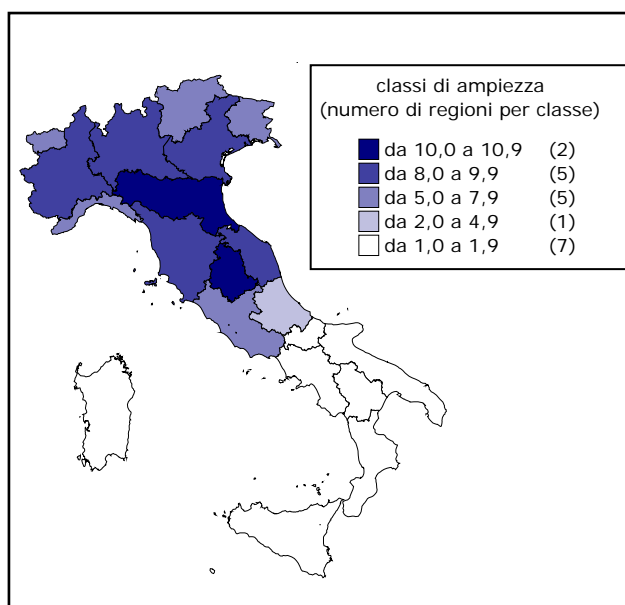 classi di ampiezza
(numero di regioni per classe)
da 10,0 a 10,9 (2)
da 8,0 a 9,9 (5)
da 5,0 a 7,9 (5)
da 2,0 a 4,9 (1)
da 1,0 a 1,9 (7)